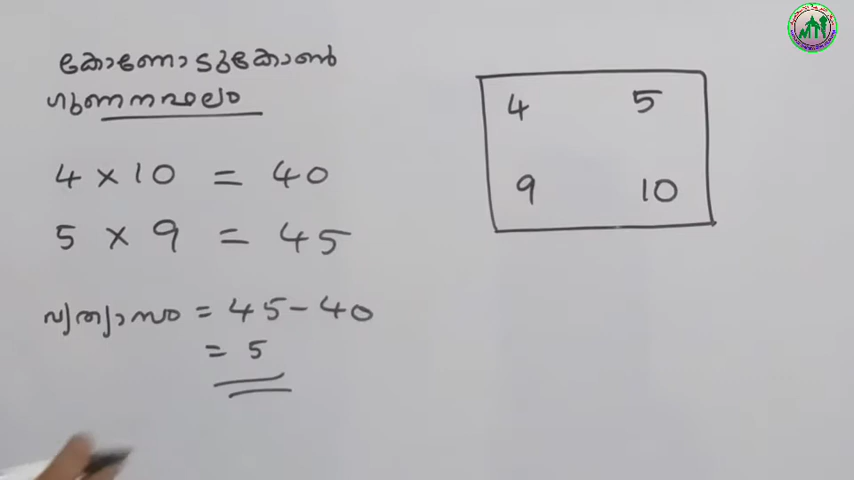 കോണോടുകോൺ
ഗുണനഫലം
4 × 10 = 40
5 × 9 = 45
വ്യത്യാസം = 45 - 40
= 5
4 5
9 10